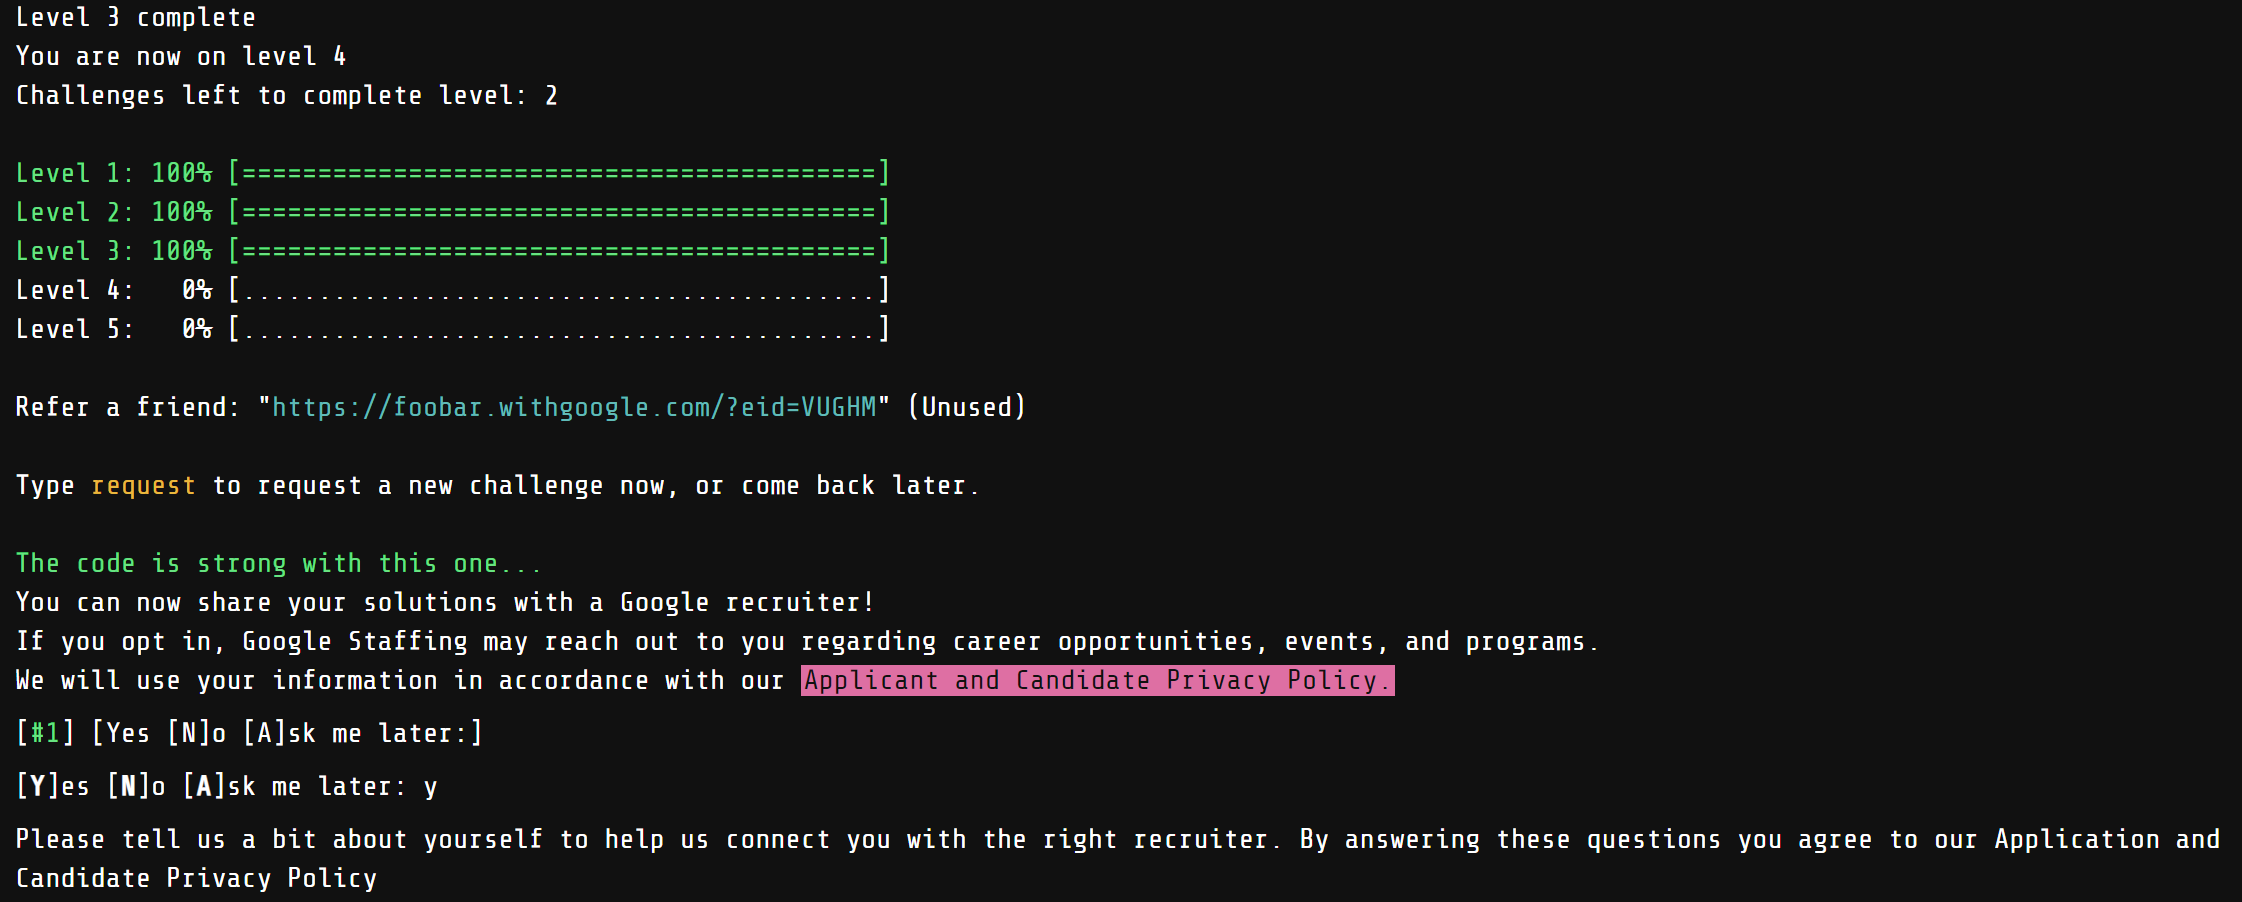 Level 3 complete
You are now on level 4
Challenges left to complete level: 2
Level 1: 100% [==========================================]
Level 2: 100% [==========================================]
Level 3: 100% [==========================================]
Level 4:   0% [..........................................]
Level 5:   0% [..........................................]
Refer a friend: "https://foobar.withgoogle.com/?eid=VUGHM" (Unused)
Type request to request a new challenge now, or come back later.
The code is strong with this one...
You can now share your solutions with a Google recruiter!
If you opt in, Google Staffing may reach out to you regarding career opportunities, events, and programs.
We will use your information in accordance with our Applicant and Candidate Privacy Policy.
[#1] [Yes [N]o [A]sk me later:]
[Y]es [N]o [A]sk me later: y
Please tell us a bit about yourself to help us connect you with the right recruiter. By answering these questions you agree to our Application and
Candidate Privacy Policy